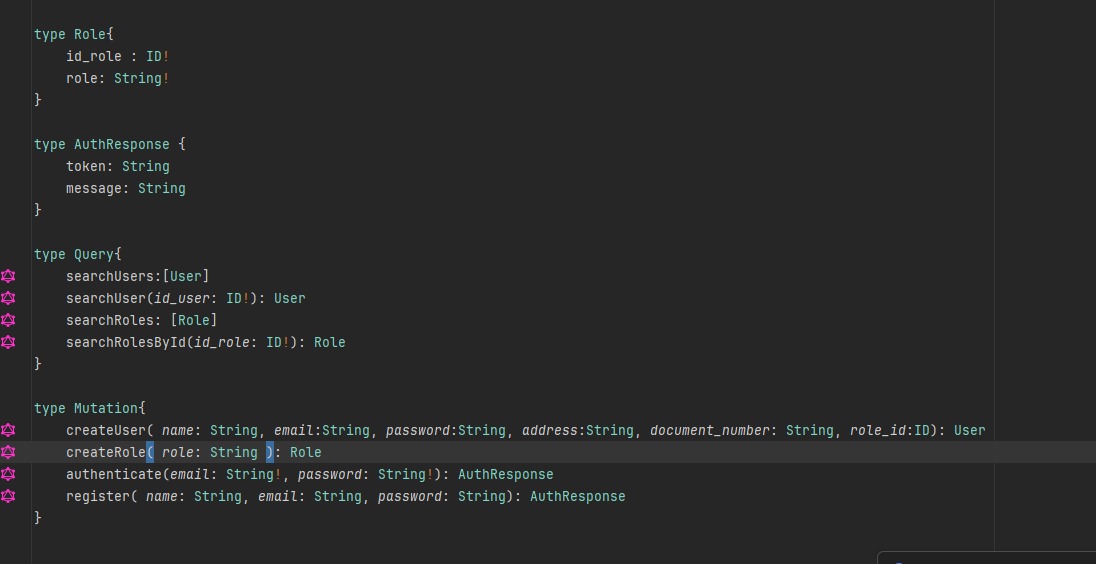 type Role{
    id_role : ID!
    role: String!
}
type AuthResponse {
    token: String
    message: String
}
type Query{
    searchUsers:[User]
    searchUser(id_user: ID!): User
    searchRoles: [Role]
    searchRolesById(id_role: ID!): Role
}
type Mutation{
    createUser( name: String, email:String, password:String, address:String, document_number: String, role_id:ID): User
    createRole( role: String ): Role
    authenticate(email: String!, password: String!): AuthResponse
    register( name: String, email: String, password: String): AuthResponse
}